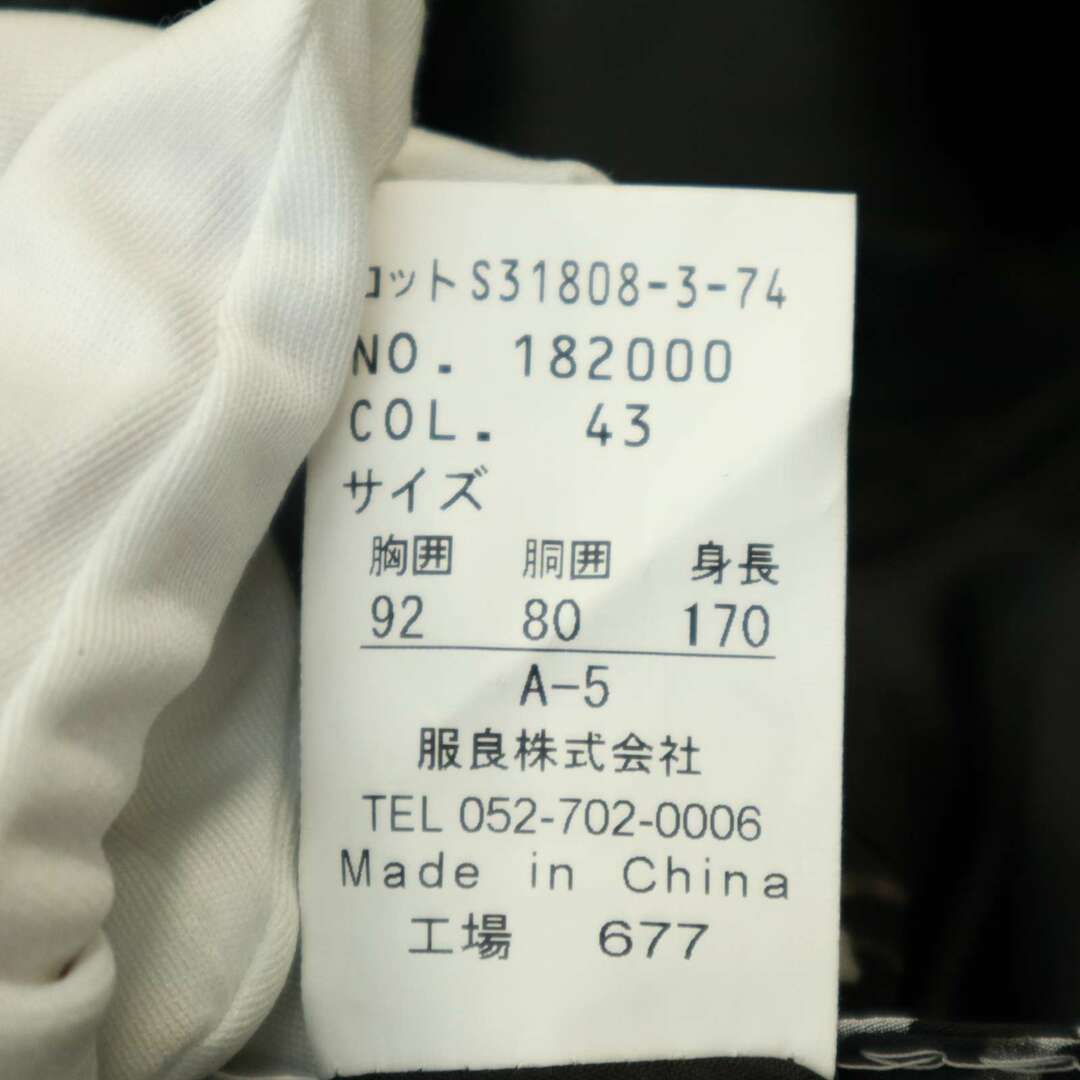 ロットS31808-3-74
NO. 182000
COL. 43
サイズ
胸囲 胴囲 身長
92 80 170
A-5
服良株式会社
TEL 052-702-0006
Made in China
工場 677